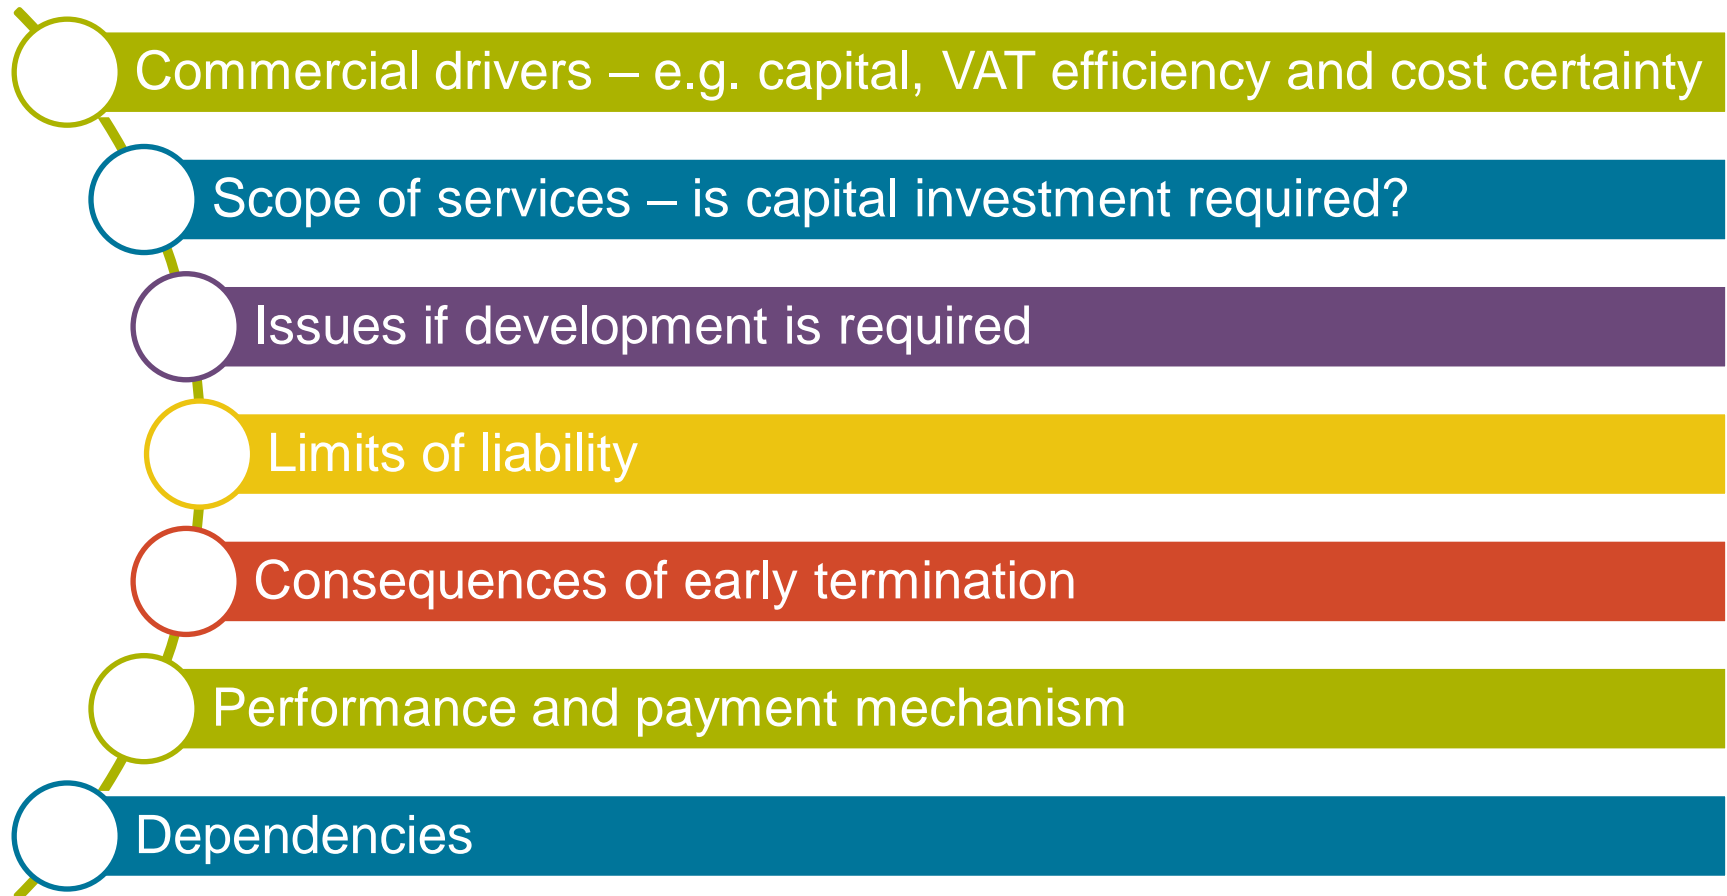 Commercial drivers – e.g. capital, VAT efficiency and cost certainty
Scope of services – is capital investment required?
Issues if development is required
Limits of liability
Consequences of early termination
Performance and payment mechanism
Dependencies